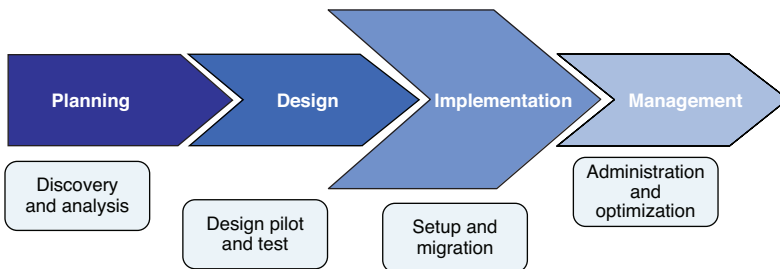 Planning
Design
Implementation
Management
Discovery
and analysis
Design pilot
and test
Setup and
migration
Administration
and
optimization